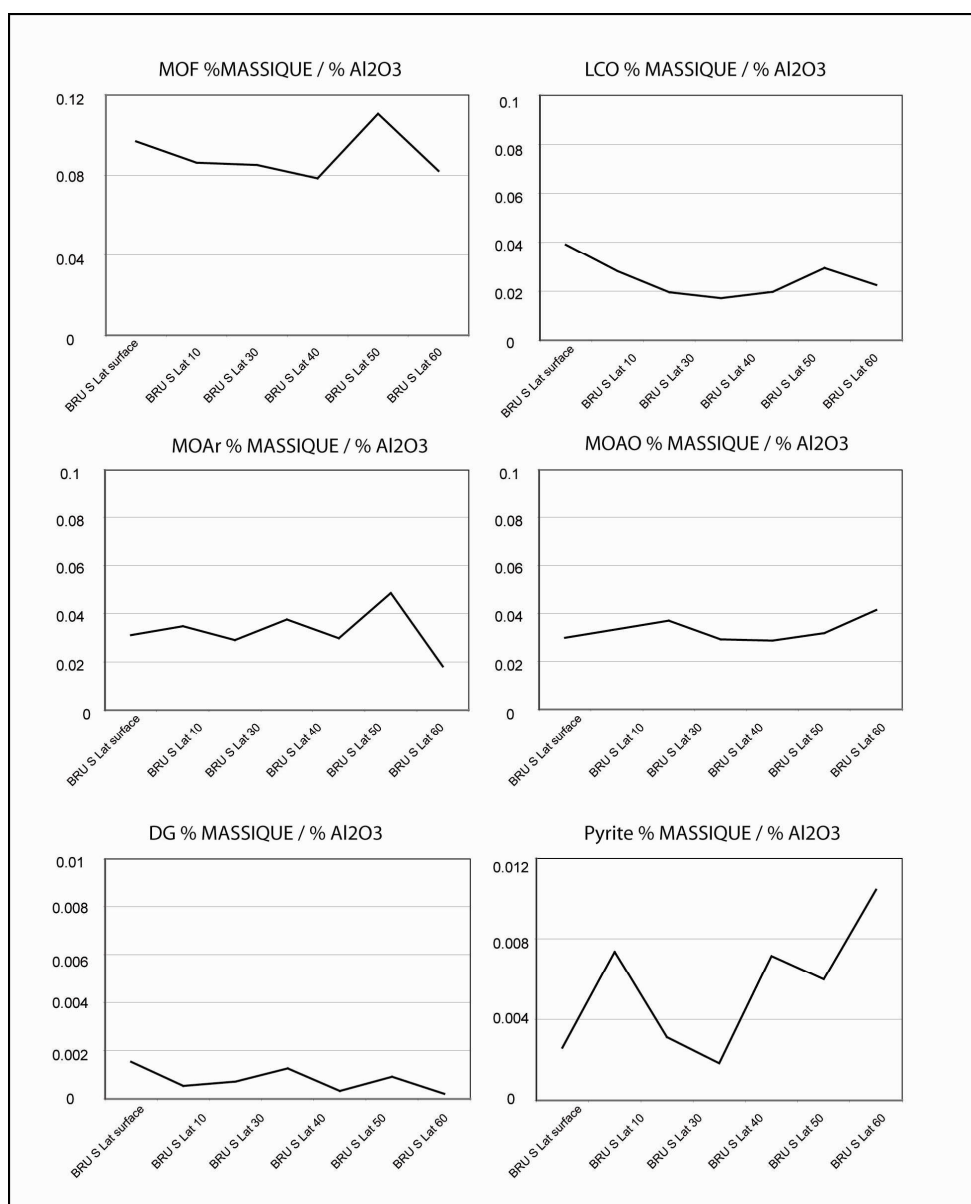 MOF %MASSIQUE / % Al2O3
0.12
0.08
0.04
0
BRU S Lat surface
BRU S Lat 10
BRU S Lat 30
BRU S Lat 40
BRU S Lat 50
BRU S Lat 60
LCO % MASSIQUE / % Al2O3
0.1
0.08
0.06
0.04
0.02
0
BRU S Lat surface
BRU S Lat 10
BRU S Lat 30
BRU S Lat 40
BRU S Lat 50
BRU S Lat 60
MOAr % MASSIQUE / % Al2O3
0.1
0.08
0.06
0.04
0.02
0
BRU S Lat surface
BRU S Lat 10
BRU S Lat 30
BRU S Lat 40
BRU S Lat 50
BRU S Lat 60
MOAO % MASSIQUE / % Al2O3
0.1
0.08
0.06
0.04
0.02
0
BRU S Lat surface
BRU S Lat 10
BRU S Lat 30
BRU S Lat 40
BRU S Lat 50
BRU S Lat 60
DG % MASSIQUE / % Al2O3
0.01
0.008
0.006
0.004
0.002
0
BRU S Lat surface
BRU S Lat 10
BRU S Lat 30
BRU S Lat 40
BRU S Lat 50
BRU S Lat 60
Pyrite % MASSIQUE / % Al2O3
0.012
0.008
0.004
0
BRU S Lat surface
BRU S Lat 10
BRU S Lat 30
BRU S Lat 40
BRU S Lat 50
BRU S Lat 60